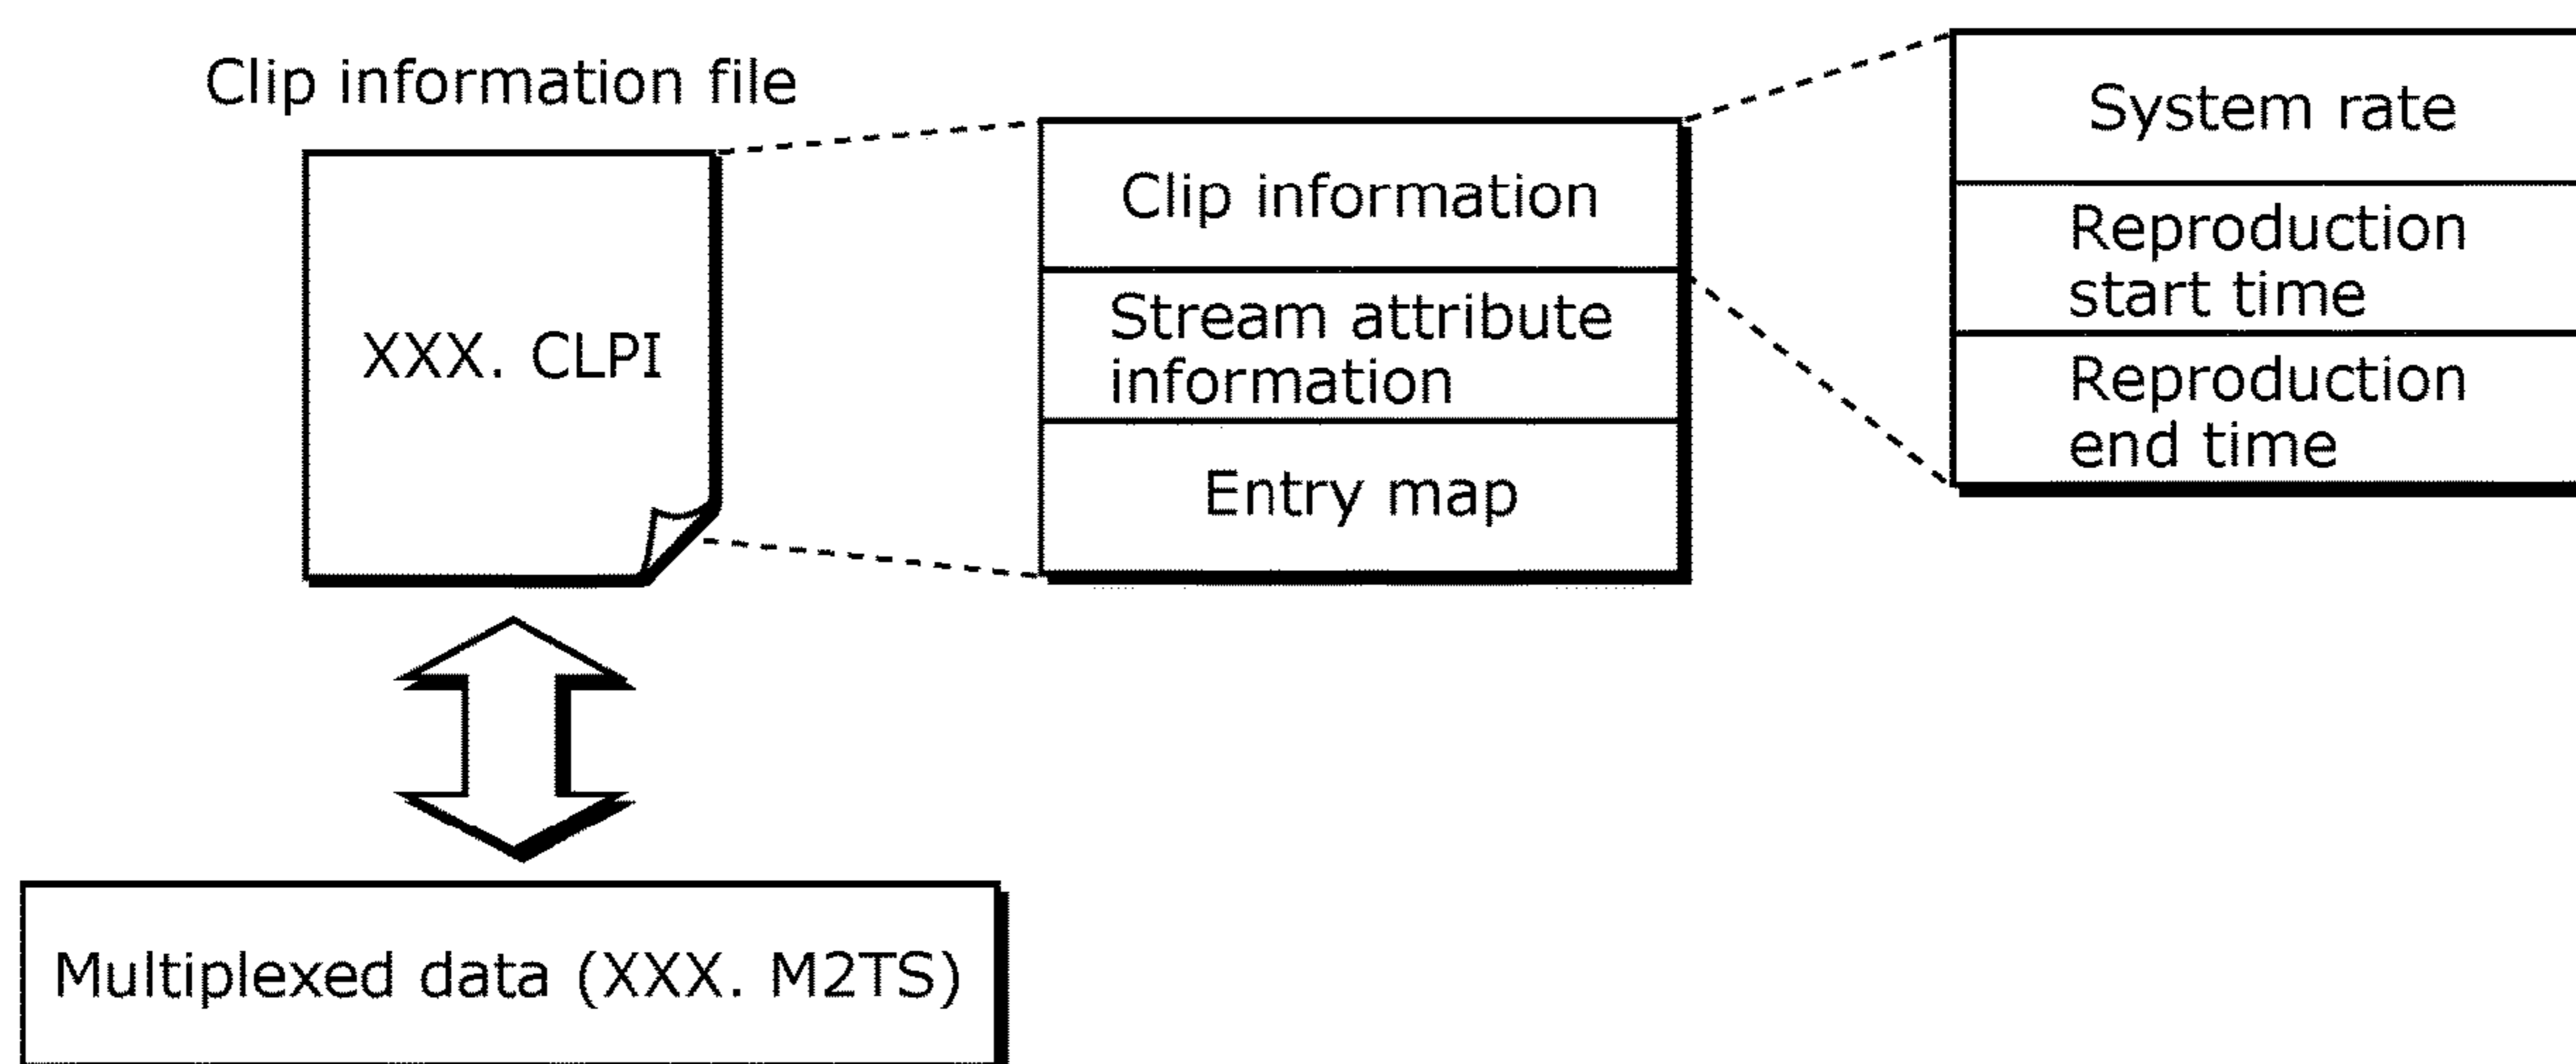 Clip information file
XXX. CLPI
Clip information
Stream attribute
information
Entry map
System rate
Reproduction
start time
Reproduction
end time
Multiplexed data (XXX. M2TS)